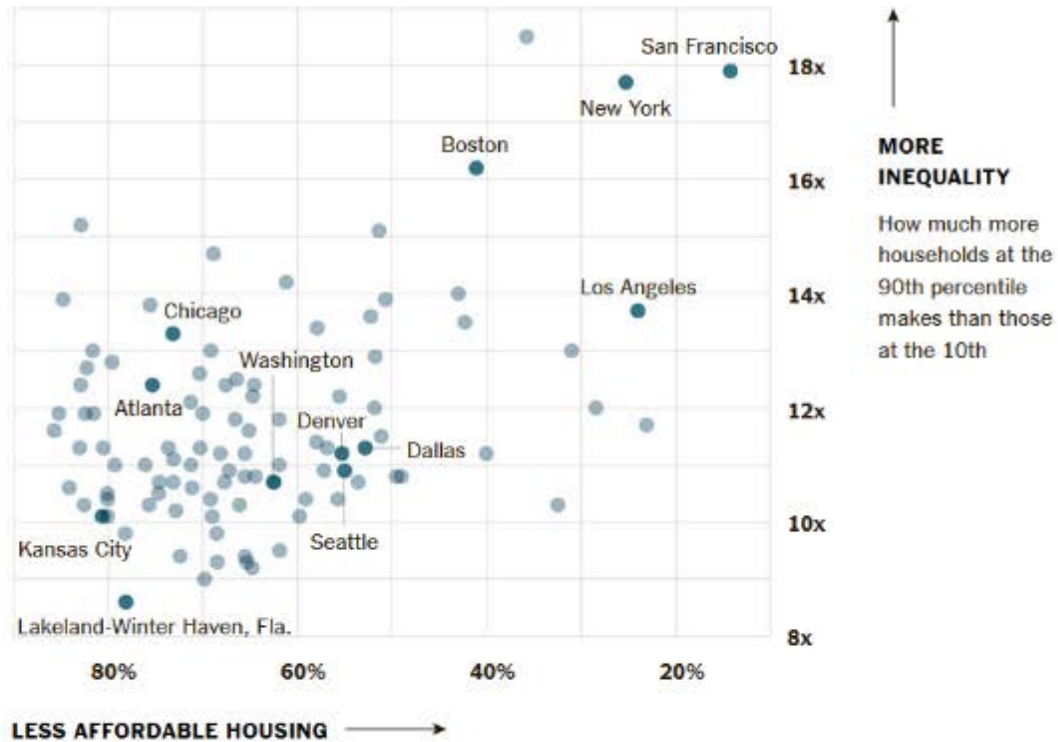 San Francisco
18x
New York
MORE
INEQUALITY
Boston
16x
How much more
households at the
90th percentile
makes than those
at the 10th
Los Angeles
14x
Chicago
Washington
Atlanta
Denver
12x
Dallas
10x
Kansas City
Seattle
Lakeland-Winter Haven, Fla.
8x
80%
60%
40%
20%
LESS AFFORDABLE HOUSING